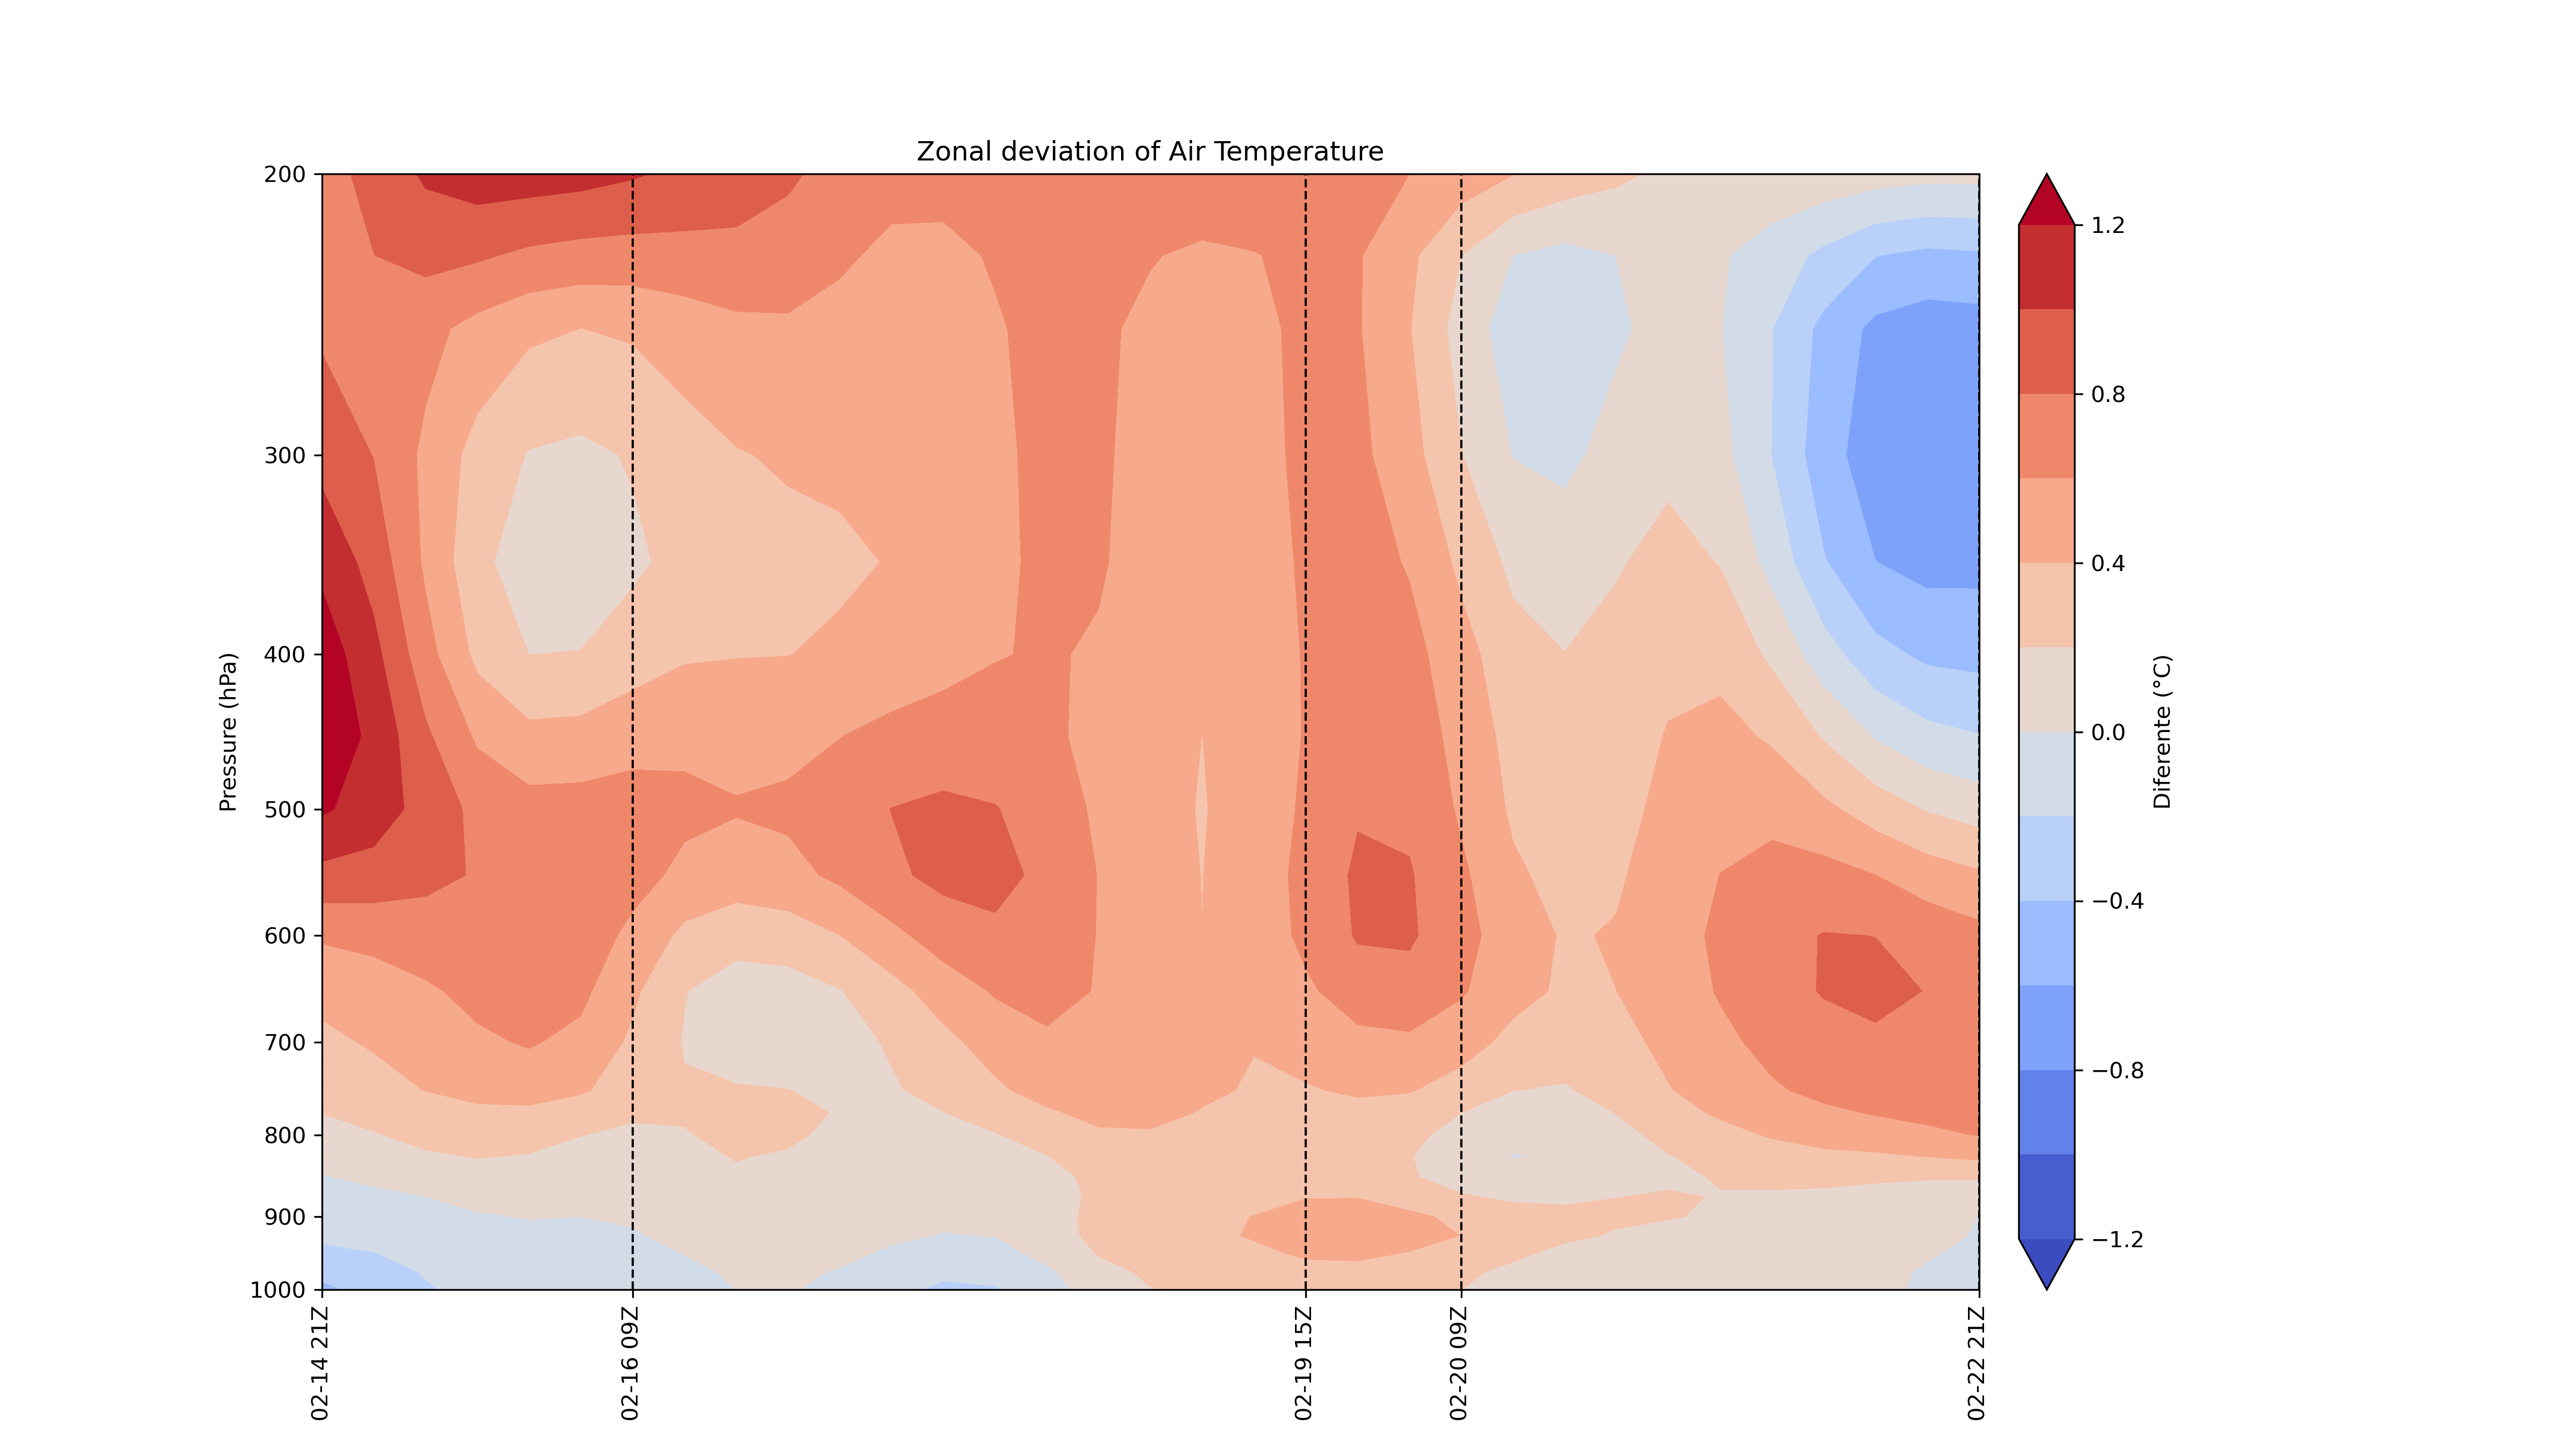 Zonal deviation of Air Temperature
200
300
400
500
600
700
800
900
1000
Pressure (hPa)
02-14 21Z
02-16 09Z
02-19 15Z
02-20 09Z
02-22 21Z
1.2
0.8
0.4
0.0
−0.4
−0.8
−1.2
Diferente (°C)